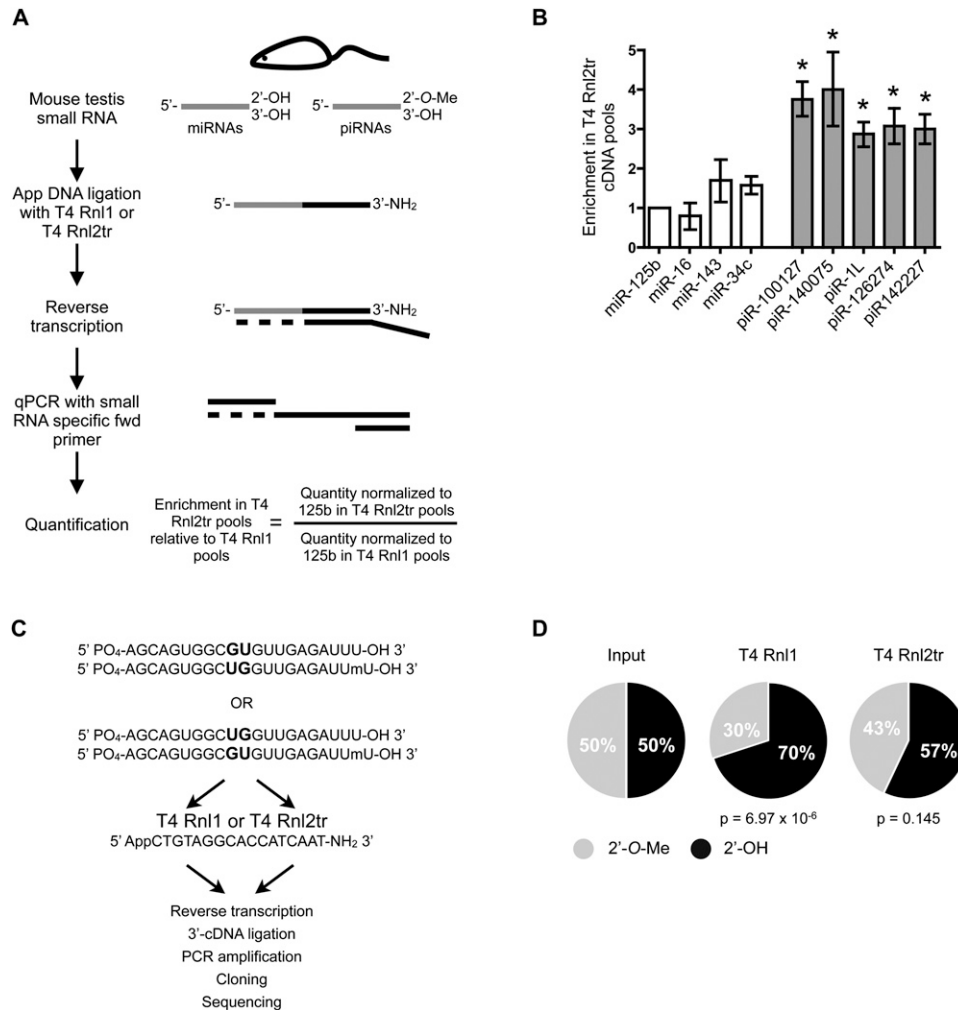 A
Mouse testis
small RNA
5'-
2'-OH
3'-OH
miRNAs
5'-
2'-O-Me
3'-OH
piRNAs
App DNA ligation
with T4 Rnl1 or
T4 Rnl2tr
5'-
3'-NH₂
Reverse
transcription
5'-
3'-NH₂
qPCR with small
RNA specific fwd
primer
Quantification
Enrichment in T4
Rnl2tr pools
relative to T4 Rnl1
pools
=
Quantity normalized to
125b in T4 Rnl2tr pools
Quantity normalized to
125b in T4 Rnl1 pools
B
Enrichment in T4 Rnl2tr
cDNA pools
5
4
3
2
1
0
* * * * *
miR-125b
miR-16
miR-143
miR-34c
piR-100127
piR-140075
piR-1L
piR-126274
piR142227
C
5' PO₄-AGCAGUGGCGUGUUGAGAUUU-OH 3'
5' PO₄-AGCAGUGGCUGGUUGAGAUUmU-OH 3'
OR
5' PO₄-AGCAGUGGCUGGUUGAGAUUU-OH 3'
5' PO₄-AGCAGUGGCGUGUUGAGAUUmU-OH 3'
T4 Rnl1 or T4 Rnl2tr
5' AppCTGTAGGCACCATCAAT-NH₂ 3'
Reverse transcription
3'-cDNA ligation
PCR amplification
Cloning
Sequencing
D
Input
T4 Rnl1
T4 Rnl2tr
50%
50%
30%
70%
43%
57%
p = 6.97 x 10⁻⁶
p = 0.145
2'-O-Me
2'-OH